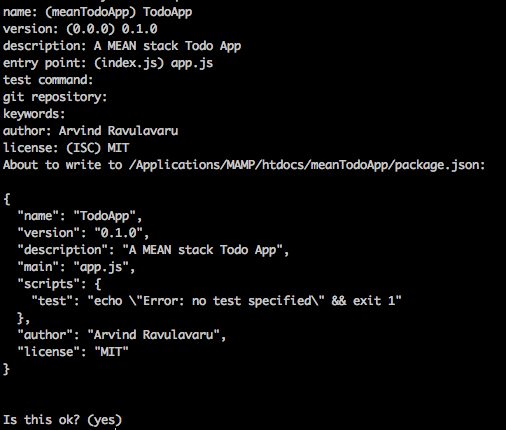 name: (meanTodoApp) TodoApp
version: (0.0.0) 0.1.0
description: A MEAN stack Todo App
entry point: (index.js) app.js
test command:
git repository:
keywords:
author: Arvind Ravulavaru
license: (ISC) MIT
About to write to /Applications/MAMP/htdocs/meanTodoApp/package.json:
{
  "name": "TodoApp",
  "version": "0.1.0",
  "description": "A MEAN stack Todo App",
  "main": "app.js",
  "scripts": {
    "test": "echo \"Error: no test specified\" && exit 1"
  },
  "author": "Arvind Ravulavaru",
  "license": "MIT"
}
Is this ok? (yes)